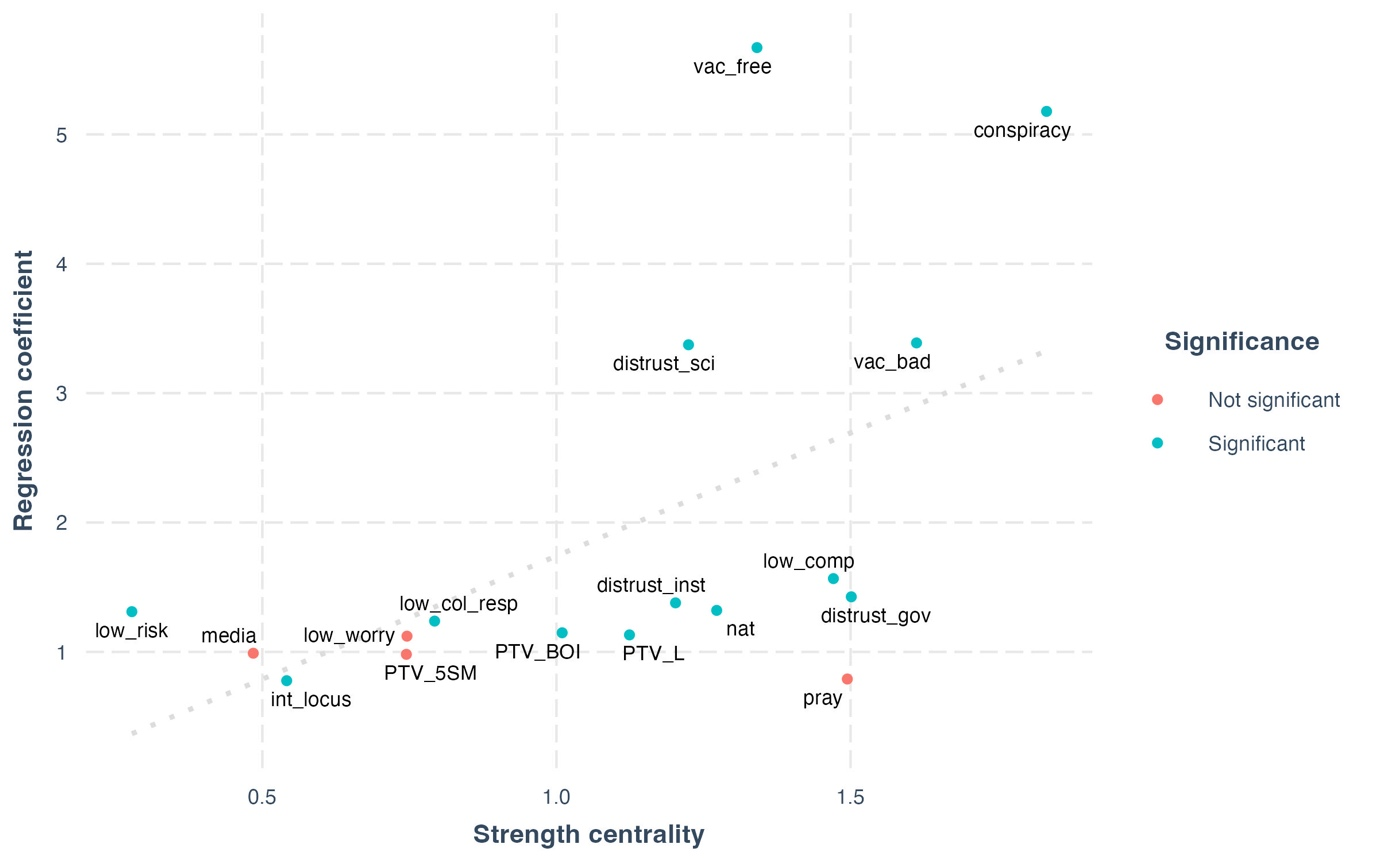 vac_free
conspiracy
5
4
distrust_sci
vac_bad
3
2
low_comp
distrust_inst
low_col_resp
distrust_gov
low_risk
media
low_worry
nat
1
PTV_BOI
PTV_L
PTV_5SM
int_locus
pray
0.5
1.0
1.5
Strength centrality
Regression coefficient
Significance
Not significant
Significant